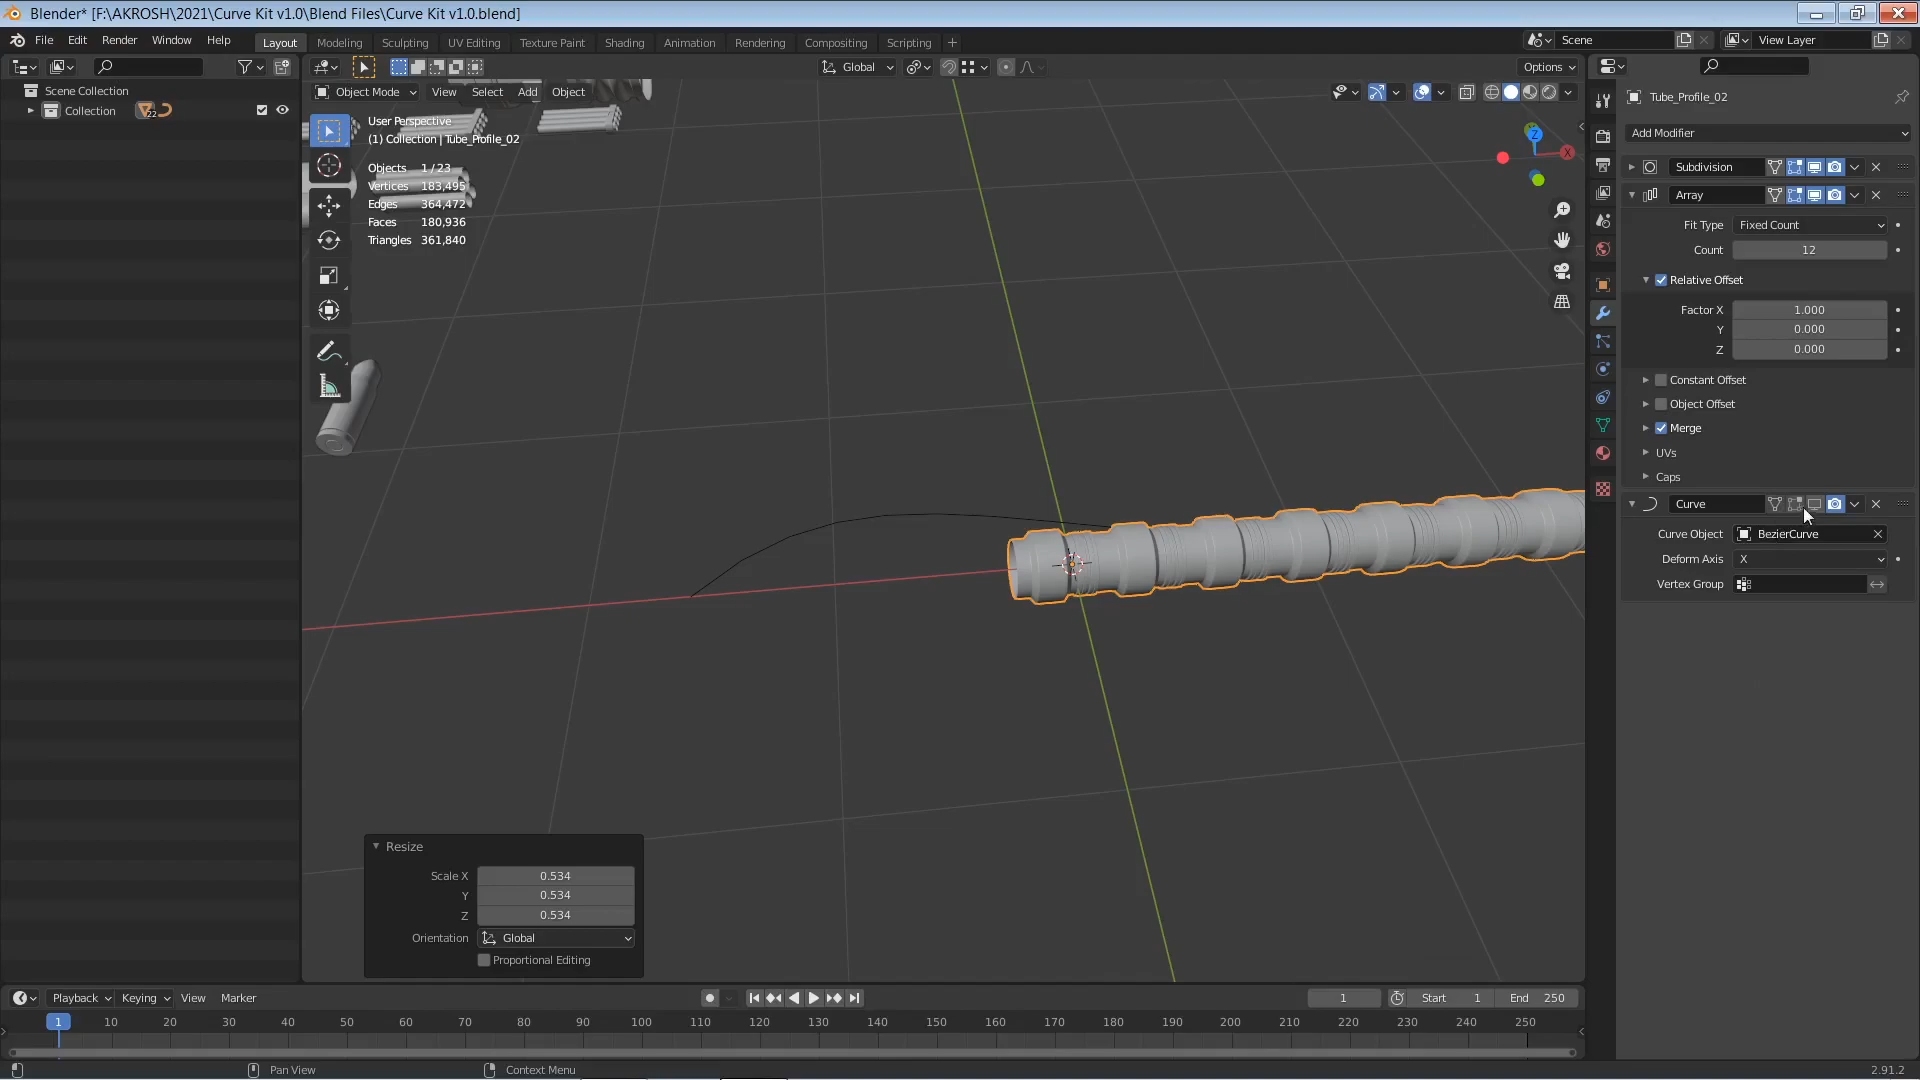 Blender* [F:\AKROSH\2021\Curve Kit v1.0\Blend Files\Curve Kit v1.0.blend]
File Edit Render Window Help Layout Modeling Sculpting UV Editing Texture Paint Shading Animation Rendering Compositing Scripting + Scene View Layer
Global Options
Scene Collection
Collection 22
Object Mode View Select Add Object
User Perspective
(1) Collection | Tube_Profile_02
Objects 1 / 23
Vertices 183,495
Edges 364,472
Faces 180,936
Triangles 361,840
Z
X
Tube_Profile_02
Add Modifier
Subdivision
Array
Fit Type Fixed Count
Count 12
Relative Offset
Factor X 1.000
Y 0.000
Z 0.000
Constant Offset
Object Offset
Merge
UVs
Caps
Curve
Curve Object BezierCurve
Deform Axis X
Vertex Group
Resize
Scale X 0.534
Y 0.534
Z 0.534
Orientation Global
Proportional Editing
Playback Keying View Marker 1 Start 1 End 250
1 10 20 30 40 50 60 70 80 90 100 110 120 130 140 150 160 170 180 190 200 210 220 230 240 250
Pan View Context Menu 2.91.2